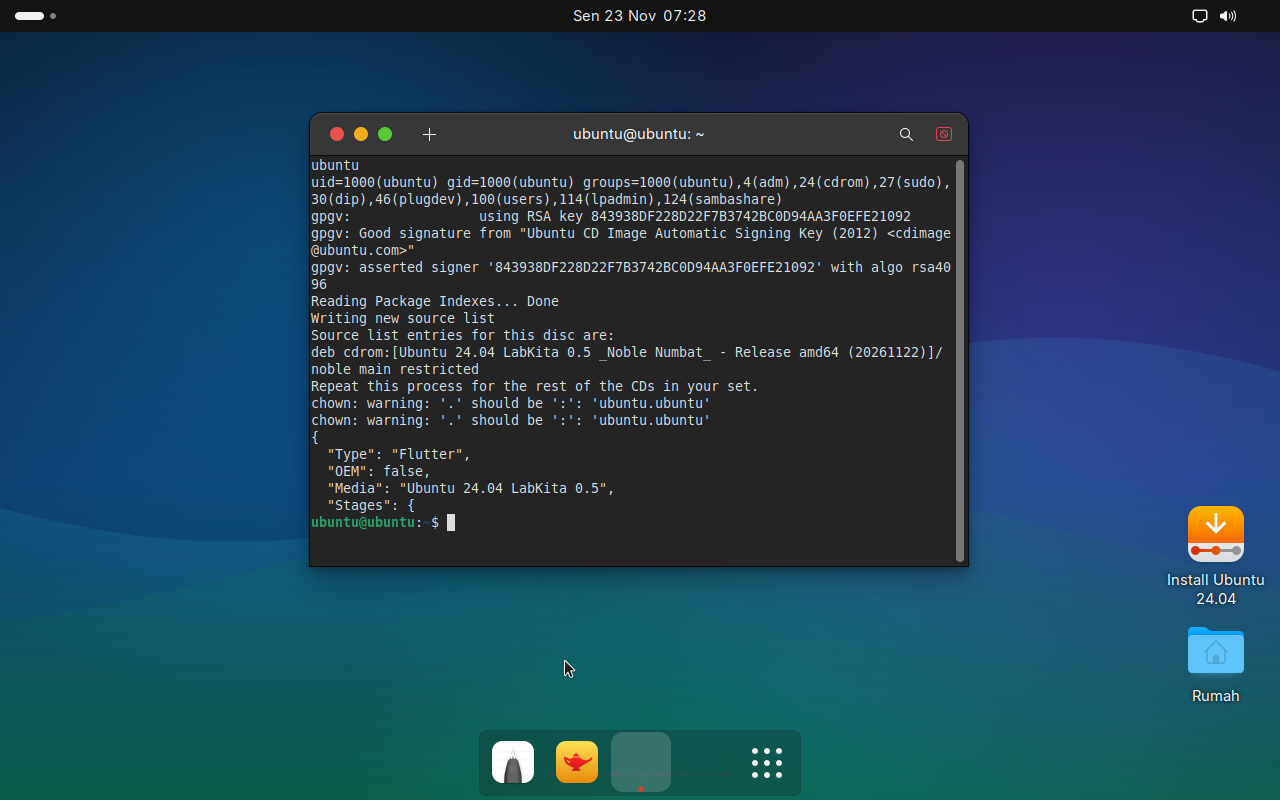 Sen 23 Nov 07:28
ubuntu@ubuntu: ~
ubuntu
uid=1000(ubuntu) gid=1000(ubuntu) groups=1000(ubuntu),4(adm),24(cdrom),27(sudo),
30(dip),46(plugdev),100(users),114(lpadmin),124(sambashare)
gpgv:                using RSA key 843938DF228D22F7B3742BC0D94AA3F0EFE21092
gpgv: Good signature from "Ubuntu CD Image Automatic Signing Key (2012) <cdimage
@ubuntu.com>"
gpgv: asserted signer '843938DF228D22F7B3742BC0D94AA3F0EFE21092' with algo rsa40
96
Reading Package Indexes... Done
Writing new source list
Source list entries for this disc are:
deb cdrom:[Ubuntu 24.04 LabKita 0.5 _Noble Numbat_ - Release amd64 (20261122)]/
noble main restricted
Repeat this process for the rest of the CDs in your set.
chown: warning: '.' should be ':': 'ubuntu.ubuntu'
chown: warning: '.' should be ':': 'ubuntu.ubuntu'
{
  "Type": "Flutter",
  "OEM": false,
  "Media": "Ubuntu 24.04 LabKita 0.5",
  "Stages": {
ubuntu@ubuntu:~$
Install Ubuntu
24.04
Rumah